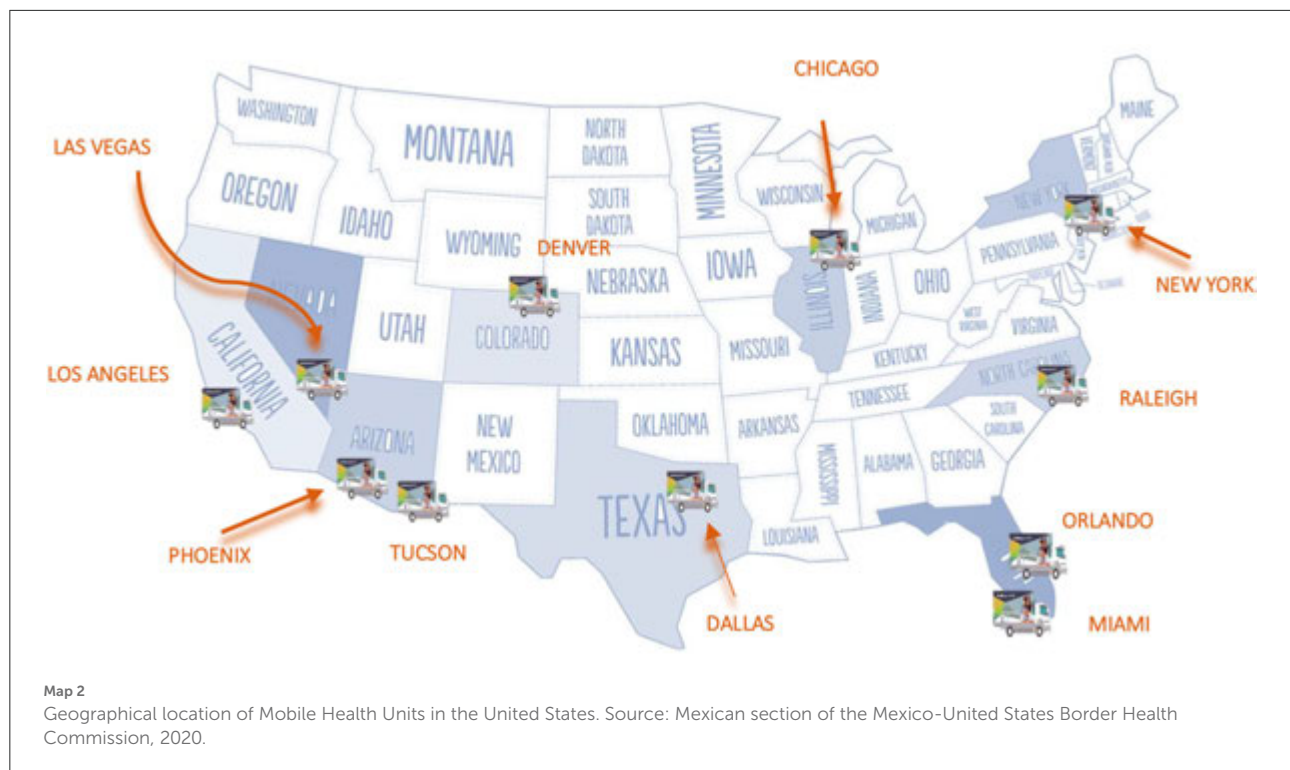 CHICAGO
WASHINGTON
MAINE
MONTANA
NORTH
DAKOTA
MINNESOTA
LAS VEGAS
OREGON
IDAHO
SOUTH
DAKOTA
WISCONSIN
MICHIGAN
NEW YORK
WYOMING
DENVER
NEBRASKA
IOWA
PENNSYLVANIA
NEW YORK
OHIO
INDIANA
ILLINOIS
UTAH
COLORADO
KANSAS
MISSOURI
WEST
VIRGINIA
VIRGINIA
KENTUCKY
LOS ANGELES
CALIFORNIA
NORTH CAROLINA
RALEIGH
TENNESSEE
ARIZONA
NEW
MEXICO
OKLAHOMA
ARKANSAS
SOUTH
CAROLINA
MISSISSIPPI
ALABAMA
GEORGIA
TEXAS
LOUISIANA
ORLANDO
PHOENIX
TUCSON
DALLAS
MIAMI
Map 2
Geographical location of Mobile Health Units in the United States. Source: Mexican section of the Mexico-United States Border Health
Commission, 2020.